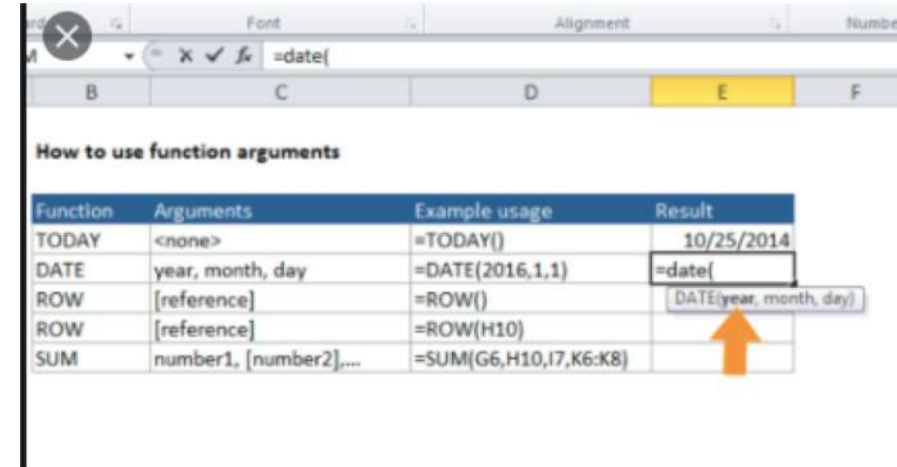 Font Alignment Numbe
=date(
B C D E F
How to use function arguments
Function Arguments Example usage Result
TODAY <none> =TODAY() 10/25/2014
DATE year, month, day =DATE(2016,1,1) =date(
DATE(year, month, day)
ROW [reference] =ROW()
ROW [reference] =ROW(H10)
SUM number1, [number2],... =SUM(G6,H10,I7,K6:K8)